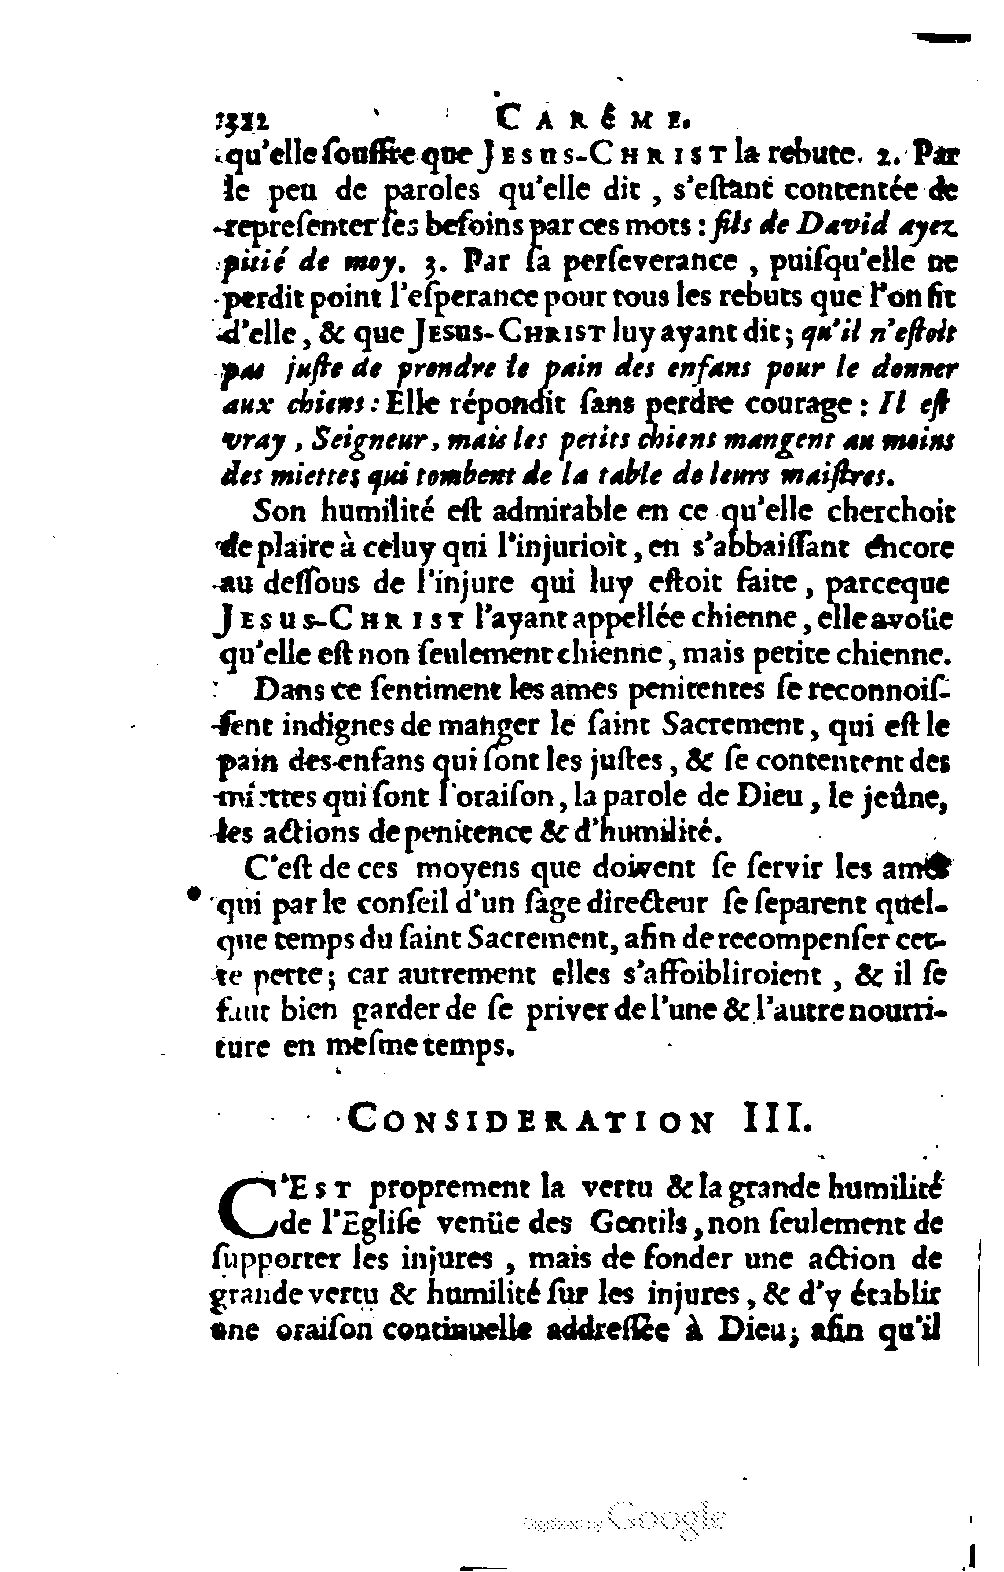 1312 CARÊME.
qu'elle souffre que JESUS-CHRIST la rebute. 2. Par
le peu de paroles qu'elle dit, s'estant contentée de
representer ses besoins par ces mots : fils de David ayez
pitié de moy. 3. Par sa perseverance, puisqu'elle ne
perdit point l'esperance pour tous les rebuts que l'on fit
d'elle, & que JESUS-CHRIST luy ayant dit; qu'il n'estoit
pas juste de prendre le pain des enfans pour le donner
aux chiens : Elle répondit sans perdre courage : Il est
vray, Seigneur, mais les petits chiens mangent au moins
des miettes qui tombent de la table de leurs maistres.
Son humilité est admirable en ce qu'elle cherchoit
de plaire à celuy qui l'injurioit, en s'abbaissant encore
au dessous de l'injure qui luy estoit faite, parceque
JESUS-CHRIST l'ayant appellée chienne, elle avoüe
qu'elle est non seulement chienne, mais petite chienne.
Dans ce sentiment les ames penitentes se reconnois-
sent indignes de manger le saint Sacrement, qui est le
pain des enfans qui sont les justes, & se contentent des
miettes qui sont l'oraison, la parole de Dieu, le jeûne,
les actions de penitence & d'humilité.
C'est de ces moyens que doivent se servir les ames
qui par le conseil d'un sage directeur se separent quel-
que temps du saint Sacrement, afin de recompenser cet-
te perte; car autrement elles s'affoibliroient, & il se
faut bien garder de se priver de l'une & l'autre nourri-
ture en mesme temps.
CONSIDERATION III.
C'EST proprement la vertu & la grande humilité
de l'Eglise venüe des Gentils, non seulement de
supporter les injures, mais de fonder une action de
grande vertu & humilité sur les injures, & d'y établir
une oraison continuelle addressée à Dieu; afin qu'il
Digitized by Google